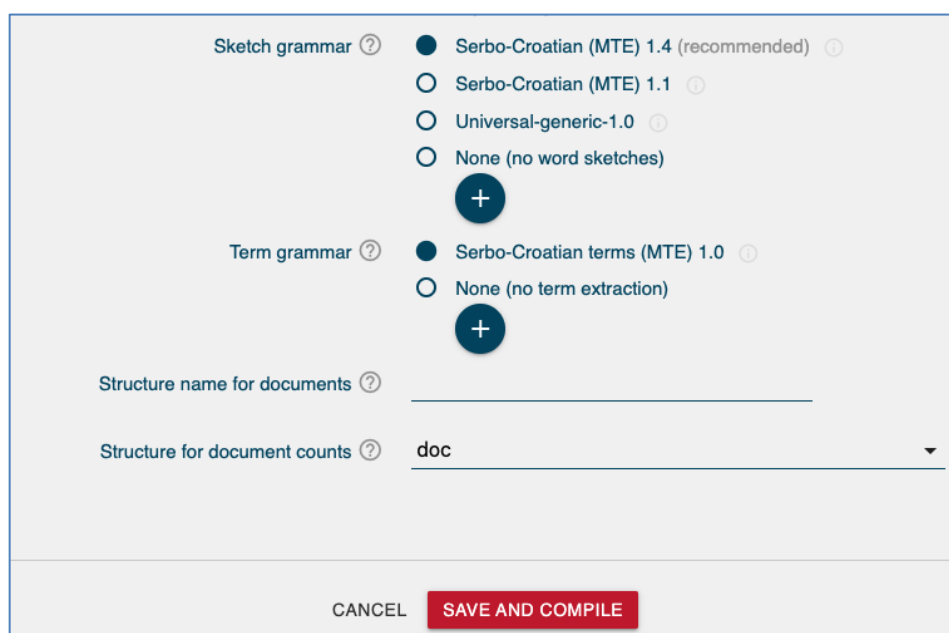 Sketch grammar ? Serbo-Croatian (MTE) 1.4 (recommended) i
Serbo-Croatian (MTE) 1.1 i
Universal-generic-1.0 i
None (no word sketches)
+
Term grammar ? Serbo-Croatian terms (MTE) 1.0 i
None (no term extraction)
+
Structure name for documents ?
Structure for document counts ? doc
CANCEL SAVE AND COMPILE